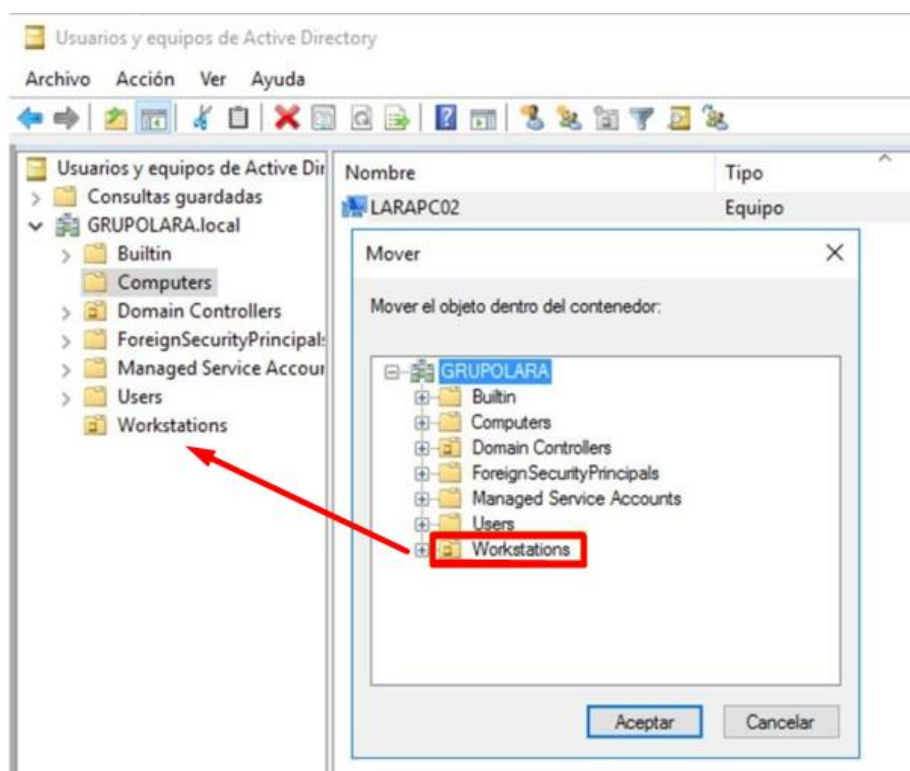 Usuarios y equipos de Active Directory
Archivo Acción Ver Ayuda
Usuarios y equipos de Active Dir
Consultas guardadas
GRUPOLARA.local
Builtin
Computers
Domain Controllers
ForeignSecurityPrincipal:
Managed Service Accour
Users
Workstations
Nombre Tipo
LARAPC02 Equipo
Mover
Mover el objeto dentro del contenedor:
GRUPOLARA
Builtin
Computers
Domain Controllers
ForeignSecurityPrincipals
Managed Service Accounts
Users
Workstations
Aceptar Cancelar